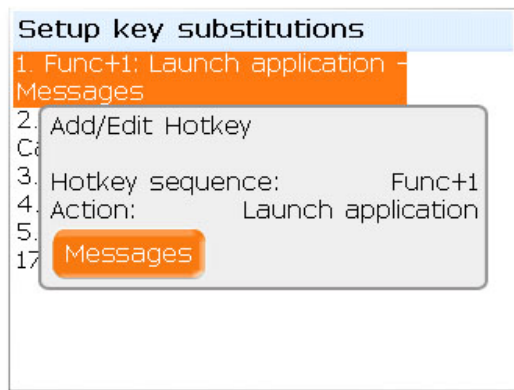 Setup key substitutions
1. Func+1: Launch application -
Messages
2.
Ca
3.
4.
5.
17
Add/Edit Hotkey
Hotkey sequence: Func+1
Action: Launch application
Messages